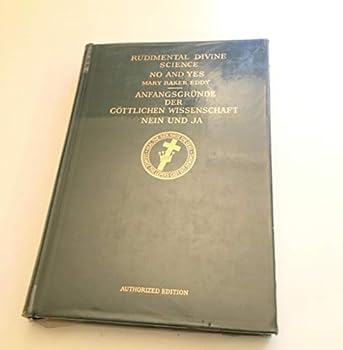 RUDIMENTAL DIVINE
SCIENCE
NO AND YES
MARY BAKER EDDY
ANFANGSGRÜNDE
DER
GÖTTLICHEN WISSENSCHAFT
NEIN UND JA
AUTHORIZED EDITION